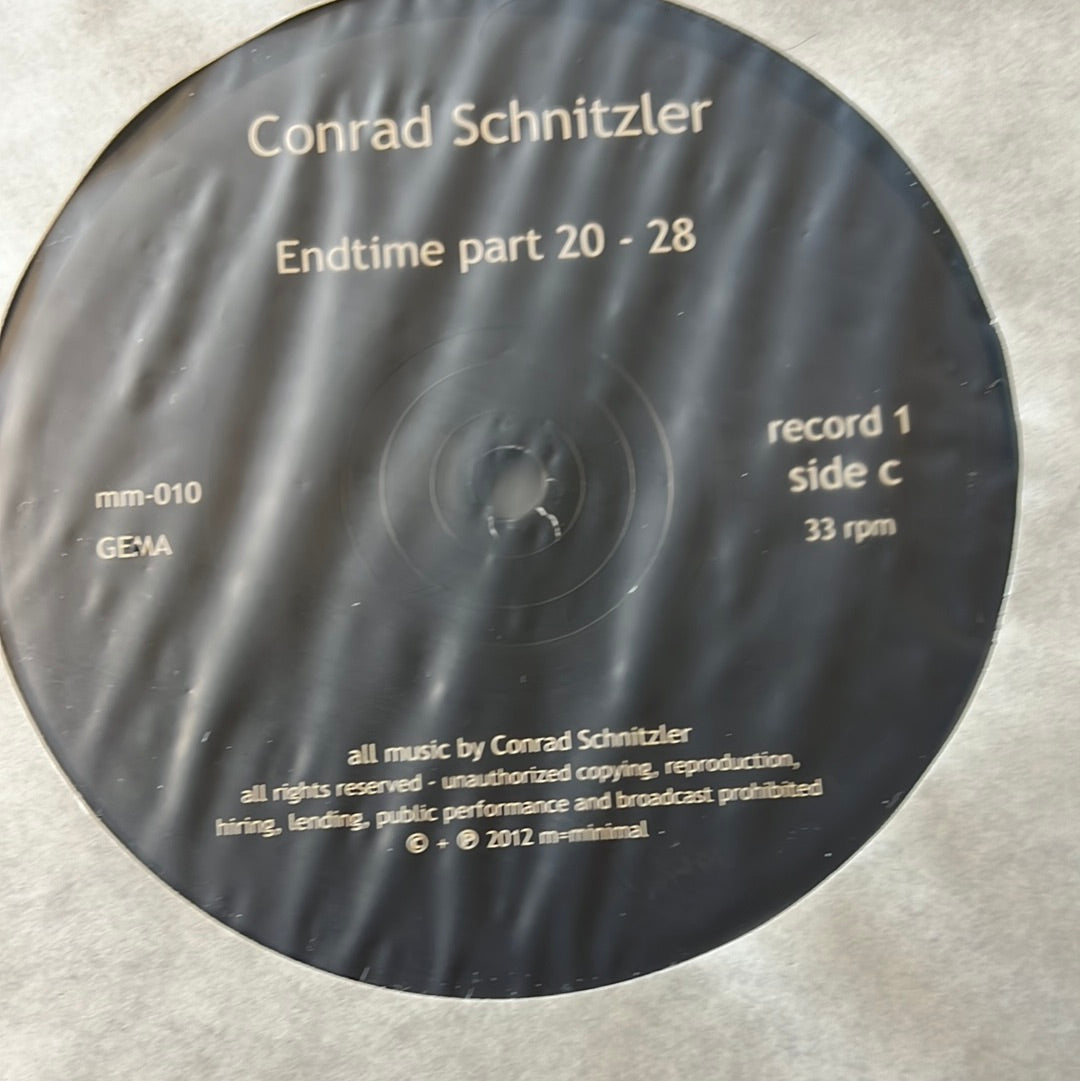 Conrad Schnitzler
Endtime part 20 - 28
record 1
side c
33 rpm
mm-010
GEMA
all music by Conrad Schnitzler
all rights reserved - unauthorized copying, reproduction,
hiring, lending, public performance and broadcast prohibited
© + ℗ 2012 m=minimal